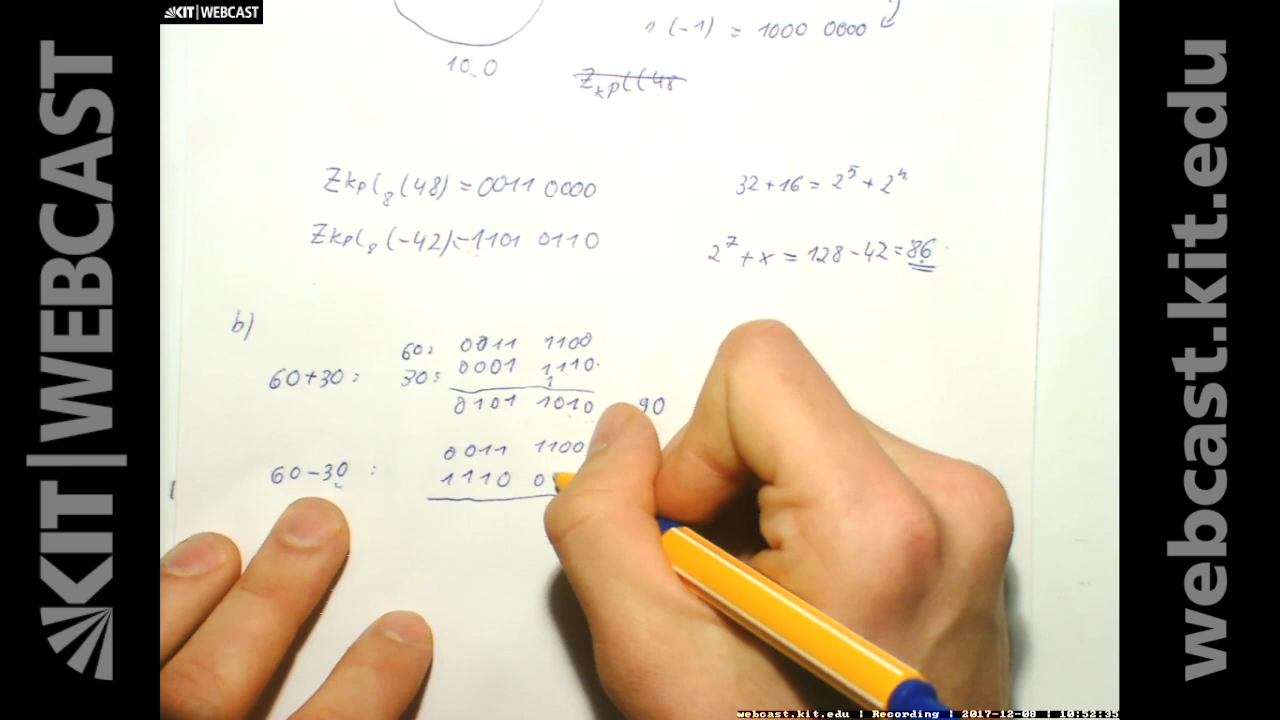 KIT|WEBCAST
KIT|WEBCAST
webcast.kit.edu
(-1) = 1000 0000
10..0
Zkpl((48
Zkpl8(48) = 0011 0000
32+16 = 2^5 + 2^4
Zkpl8(-42) = 1101 0110
2^7 + x = 128 - 42 = 86
b)
60: 0011 1100
60+30: 30: 0001 1110
1
0101 1010 90
0011 1100
60-30 : 1110 0
webcast.kit.edu | Recording | 2017-12-08 | 10:52:35